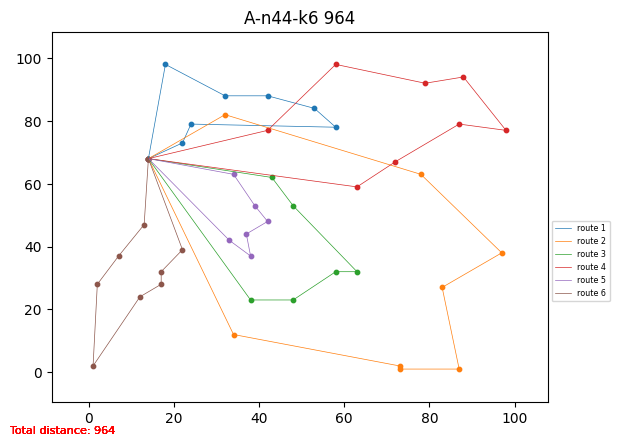 A-n44-k6 964
100
80
60
40
20
0
0 20 40 60 80 100
route 1
route 2
route 3
route 4
route 5
route 6
Total distance: 964